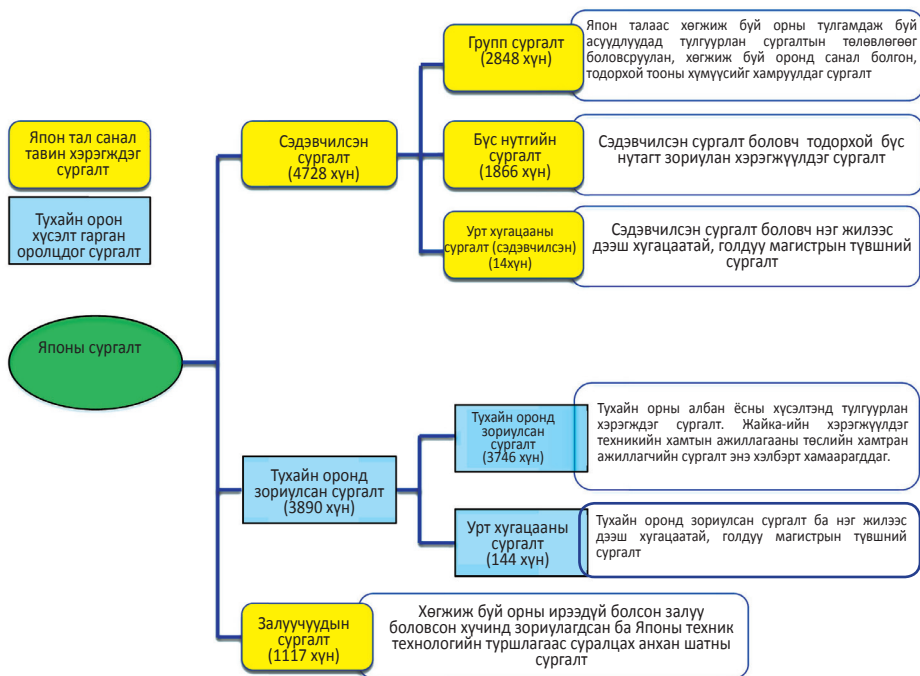 Япон тал санал
тавин хэрэгждэг
сургалт
Тухайн орон
хүсэлт гарган
оролцдог сургалт
Японы сургалт
Сэдэвчилсэн
сургалт
(4728 хүн)
Групп сургалт
(2848 хүн)
Япон талаас хөгжиж буй орны тулгамдаж буй
асуудлуудад тулгуурлан сургалтын төлөвлөгөөг
боловсруулан, хөгжиж буй оронд санал болгон,
тодорхой тооны хүмүүсийг хамруулдаг сургалт
Бүс нутгийн
сургалт
(1866 хүн)
Сэдэвчилсэн сургалт боловч тодорхой бүс
нутагт зориулан хэрэгжүүлдэг сургалт
Урт хугацааны
сургалт (сэдэвчилсэн)
(14хүн)
Сэдэвчилсэн сургалт боловч нэг жилээс
дээш хугацаатай, голдуу магистрын түвшний
сургалт
Тухайн оронд
зориулсан сургалт
(3890 хүн)
Тухайн оронд
зориулсан
сургалт
(3746 хүн)
Тухайн орны албан ёсны хүсэлтэнд тулгуурлан
хэрэгждэг сургалт. Жайка-ийн хэрэгжүүлдэг
техникийн хамтын ажиллагааны төслийн хамтран
ажиллагчийн сургалт энэ хэлбэрт хамаарагддаг.
Урт хугацааны
сургалт
(144 хүн)
Тухайн оронд зориулсан сургалт ба нэг жилээс
дээш хугацаатай, голдуу магистрын түвшний
сургалт
Залуучуудын
сургалт
(1117 хүн)
Хөгжиж буй орны ирээдүй болсон залуу
боловсон хүчинд зориулагдсан ба Японы техник
технологийн туршлагаас суралцах анхан шатны
сургалт